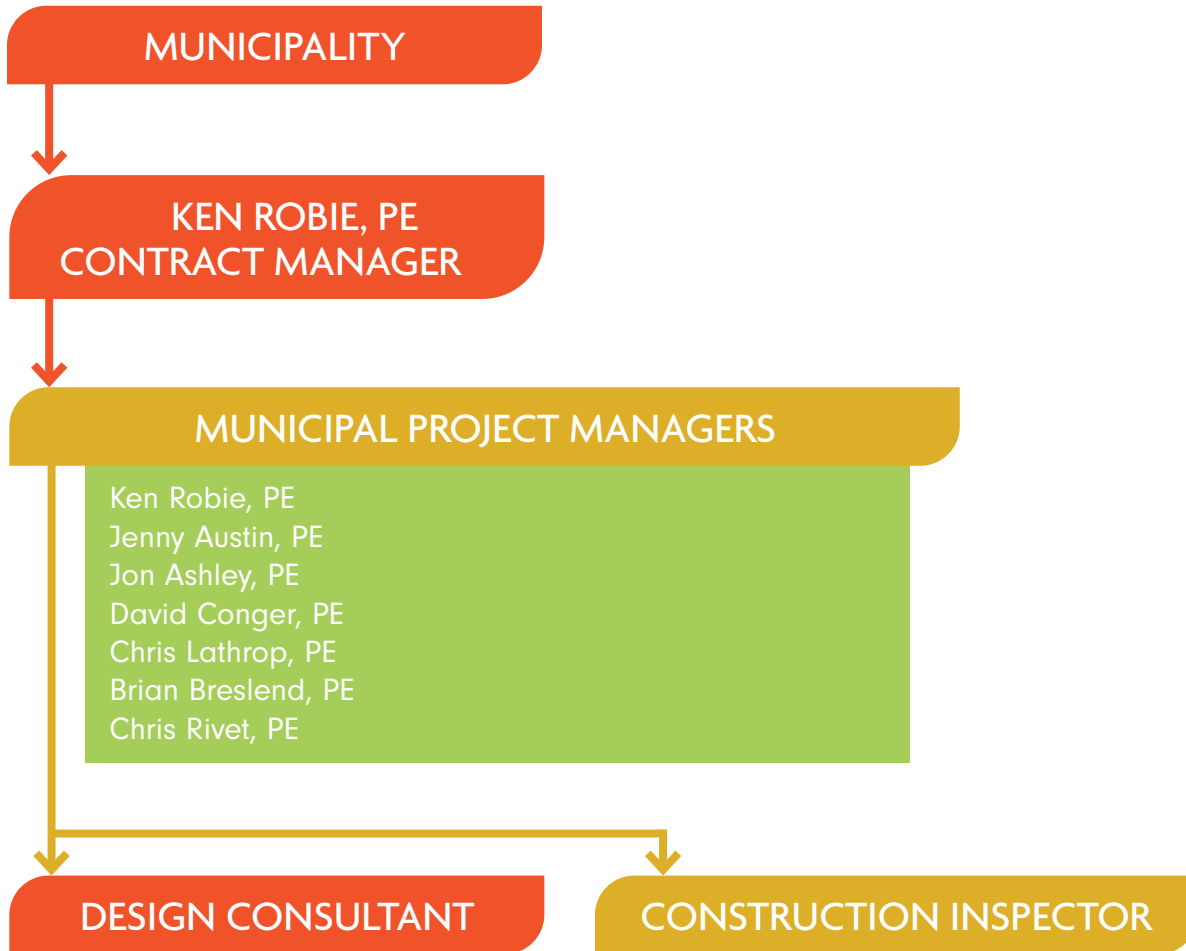 MUNICIPALITY
KEN ROBIE, PE
CONTRACT MANAGER
MUNICIPAL PROJECT MANAGERS
Ken Robie, PE
Jenny Austin, PE
Jon Ashley, PE
David Conger, PE
Chris Lathrop, PE
Brian Breslend, PE
Chris Rivet, PE
DESIGN CONSULTANT
CONSTRUCTION INSPECTOR